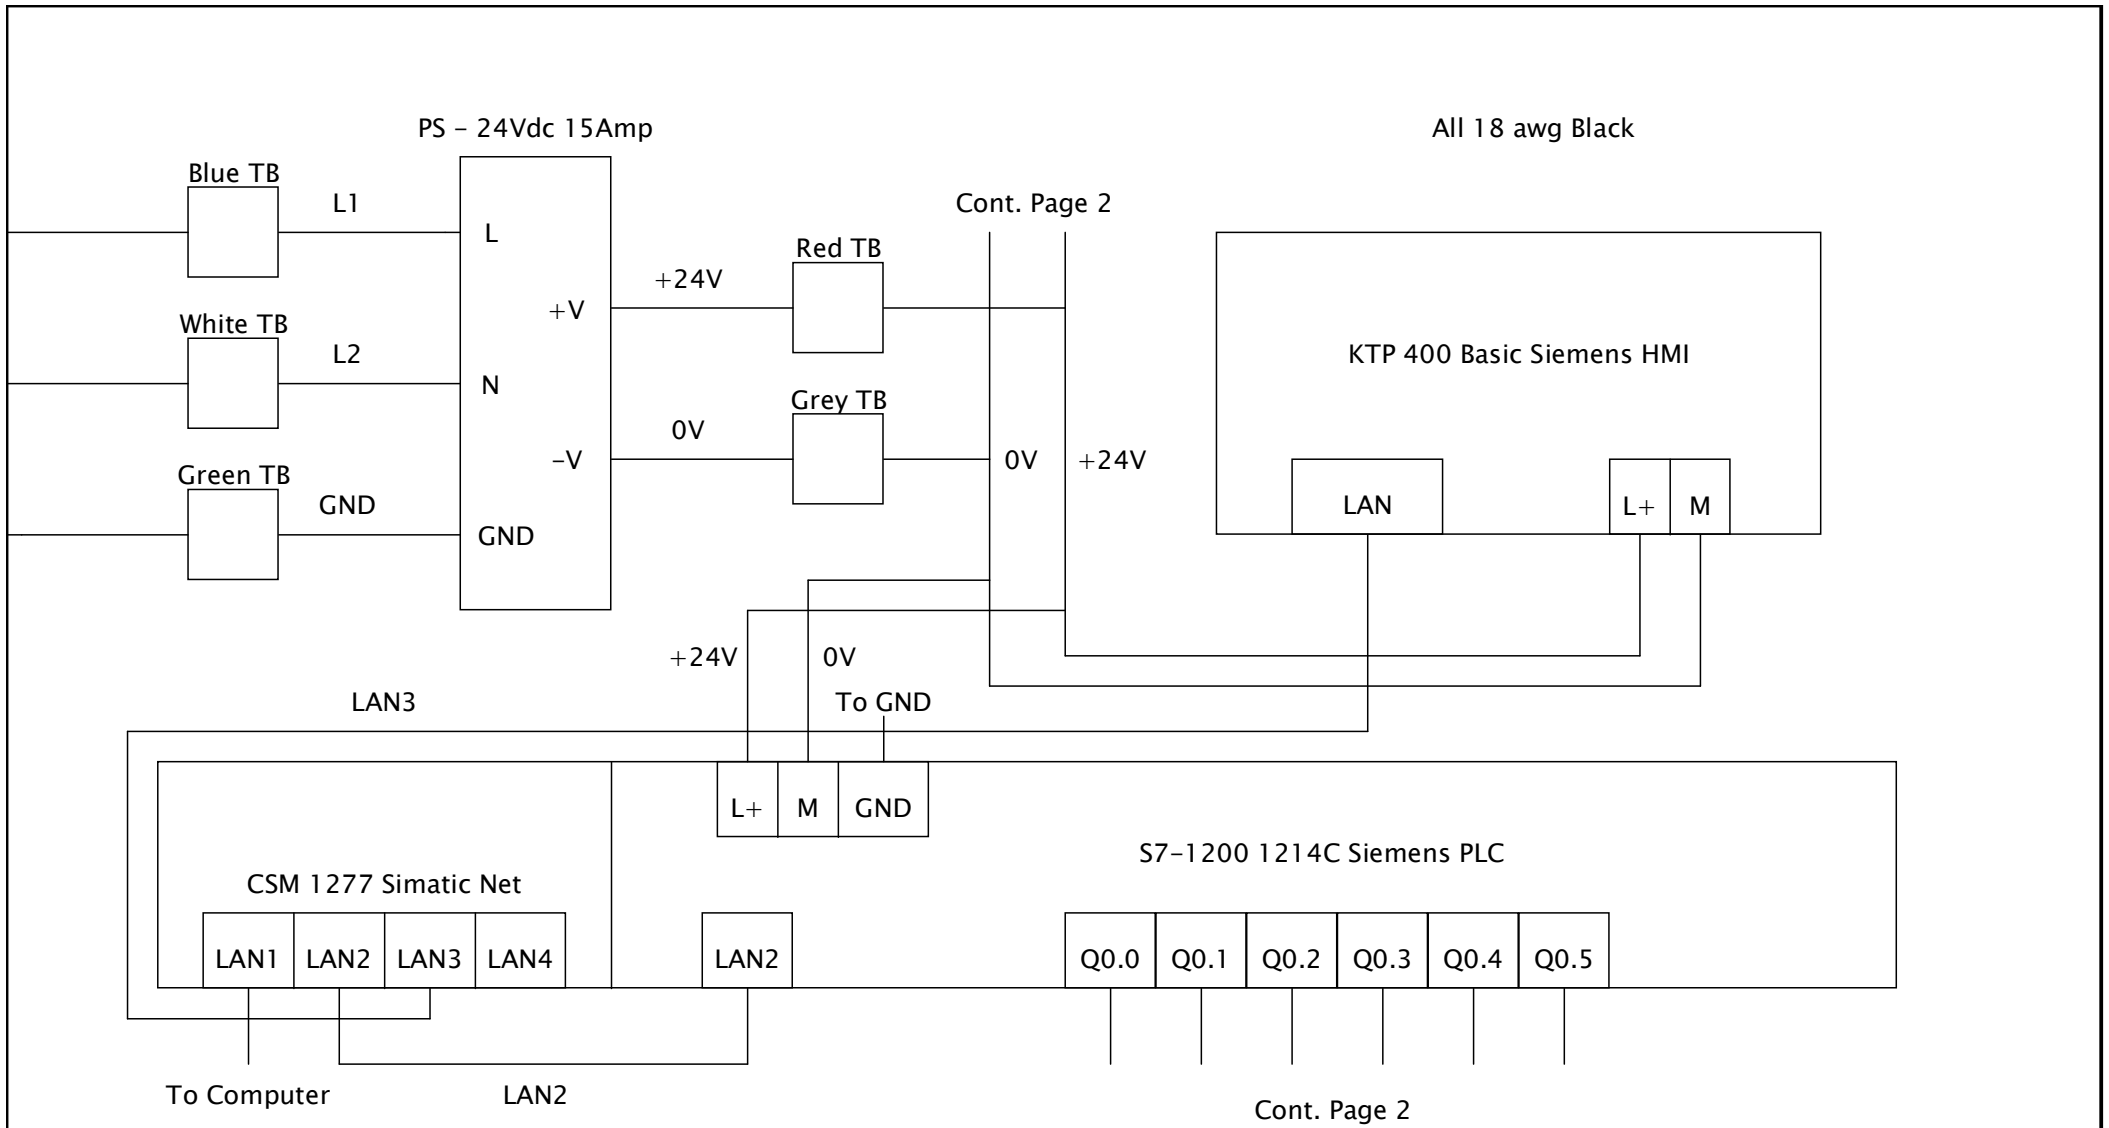 PS - 24Vdc 15Amp
All 18 awg Black
Blue TB
L1
Cont. Page 2
L
Red TB
+24V
+V
White TB
L2
KTP 400 Basic Siemens HMI
N
Grey TB
0V
-V
0V
+24V
Green TB
GND
LAN
L+
M
GND
+24V
0V
LAN3
To GND
L+
M
GND
S7-1200 1214C Siemens PLC
CSM 1277 Simatic Net
LAN1
LAN2
LAN3
LAN4
LAN2
Q0.0
Q0.1
Q0.2
Q0.3
Q0.4
Q0.5
To Computer
LAN2
Cont. Page 2